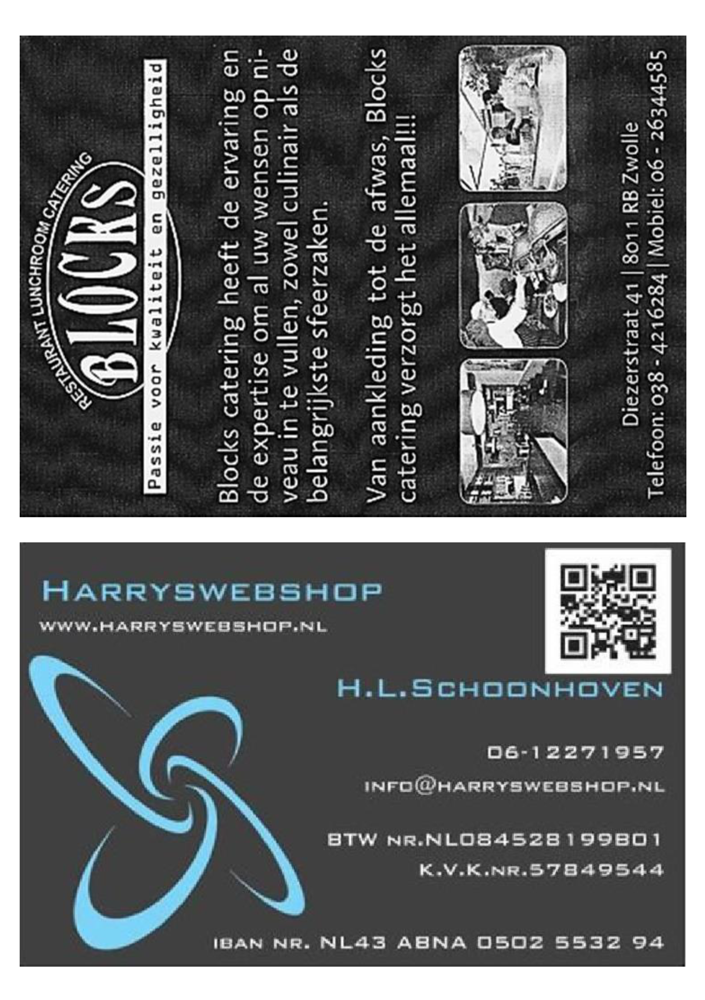 RESTAURANT LUNCHROOM CATERING
BLOCKS
Passie voor kwaliteit en gezelligheid
Blocks catering heeft de ervaring en
de expertise om al uw wensen op ni-
veau in te vullen, zowel culinair als de
belangrijkste sfeerzaken.
Van aankleding tot de afwas, Blocks
catering verzorgt het allemaal!!!
Diezerstraat 41 | 8011 RB Zwolle
Telefoon: 038 - 4216284 | Mobiel: 06 - 26344585
HARRYSWEBSHOP
WWW.HARRYSWEBSHOP.NL
H.L.SCHOONHOVEN
06-12271957
INFO@HARRYSWEBSHOP.NL
BTW NR.NL084528199B01
K.V.K.NR.57849544
IBAN NR. NL43 ABNA 0502 5532 94